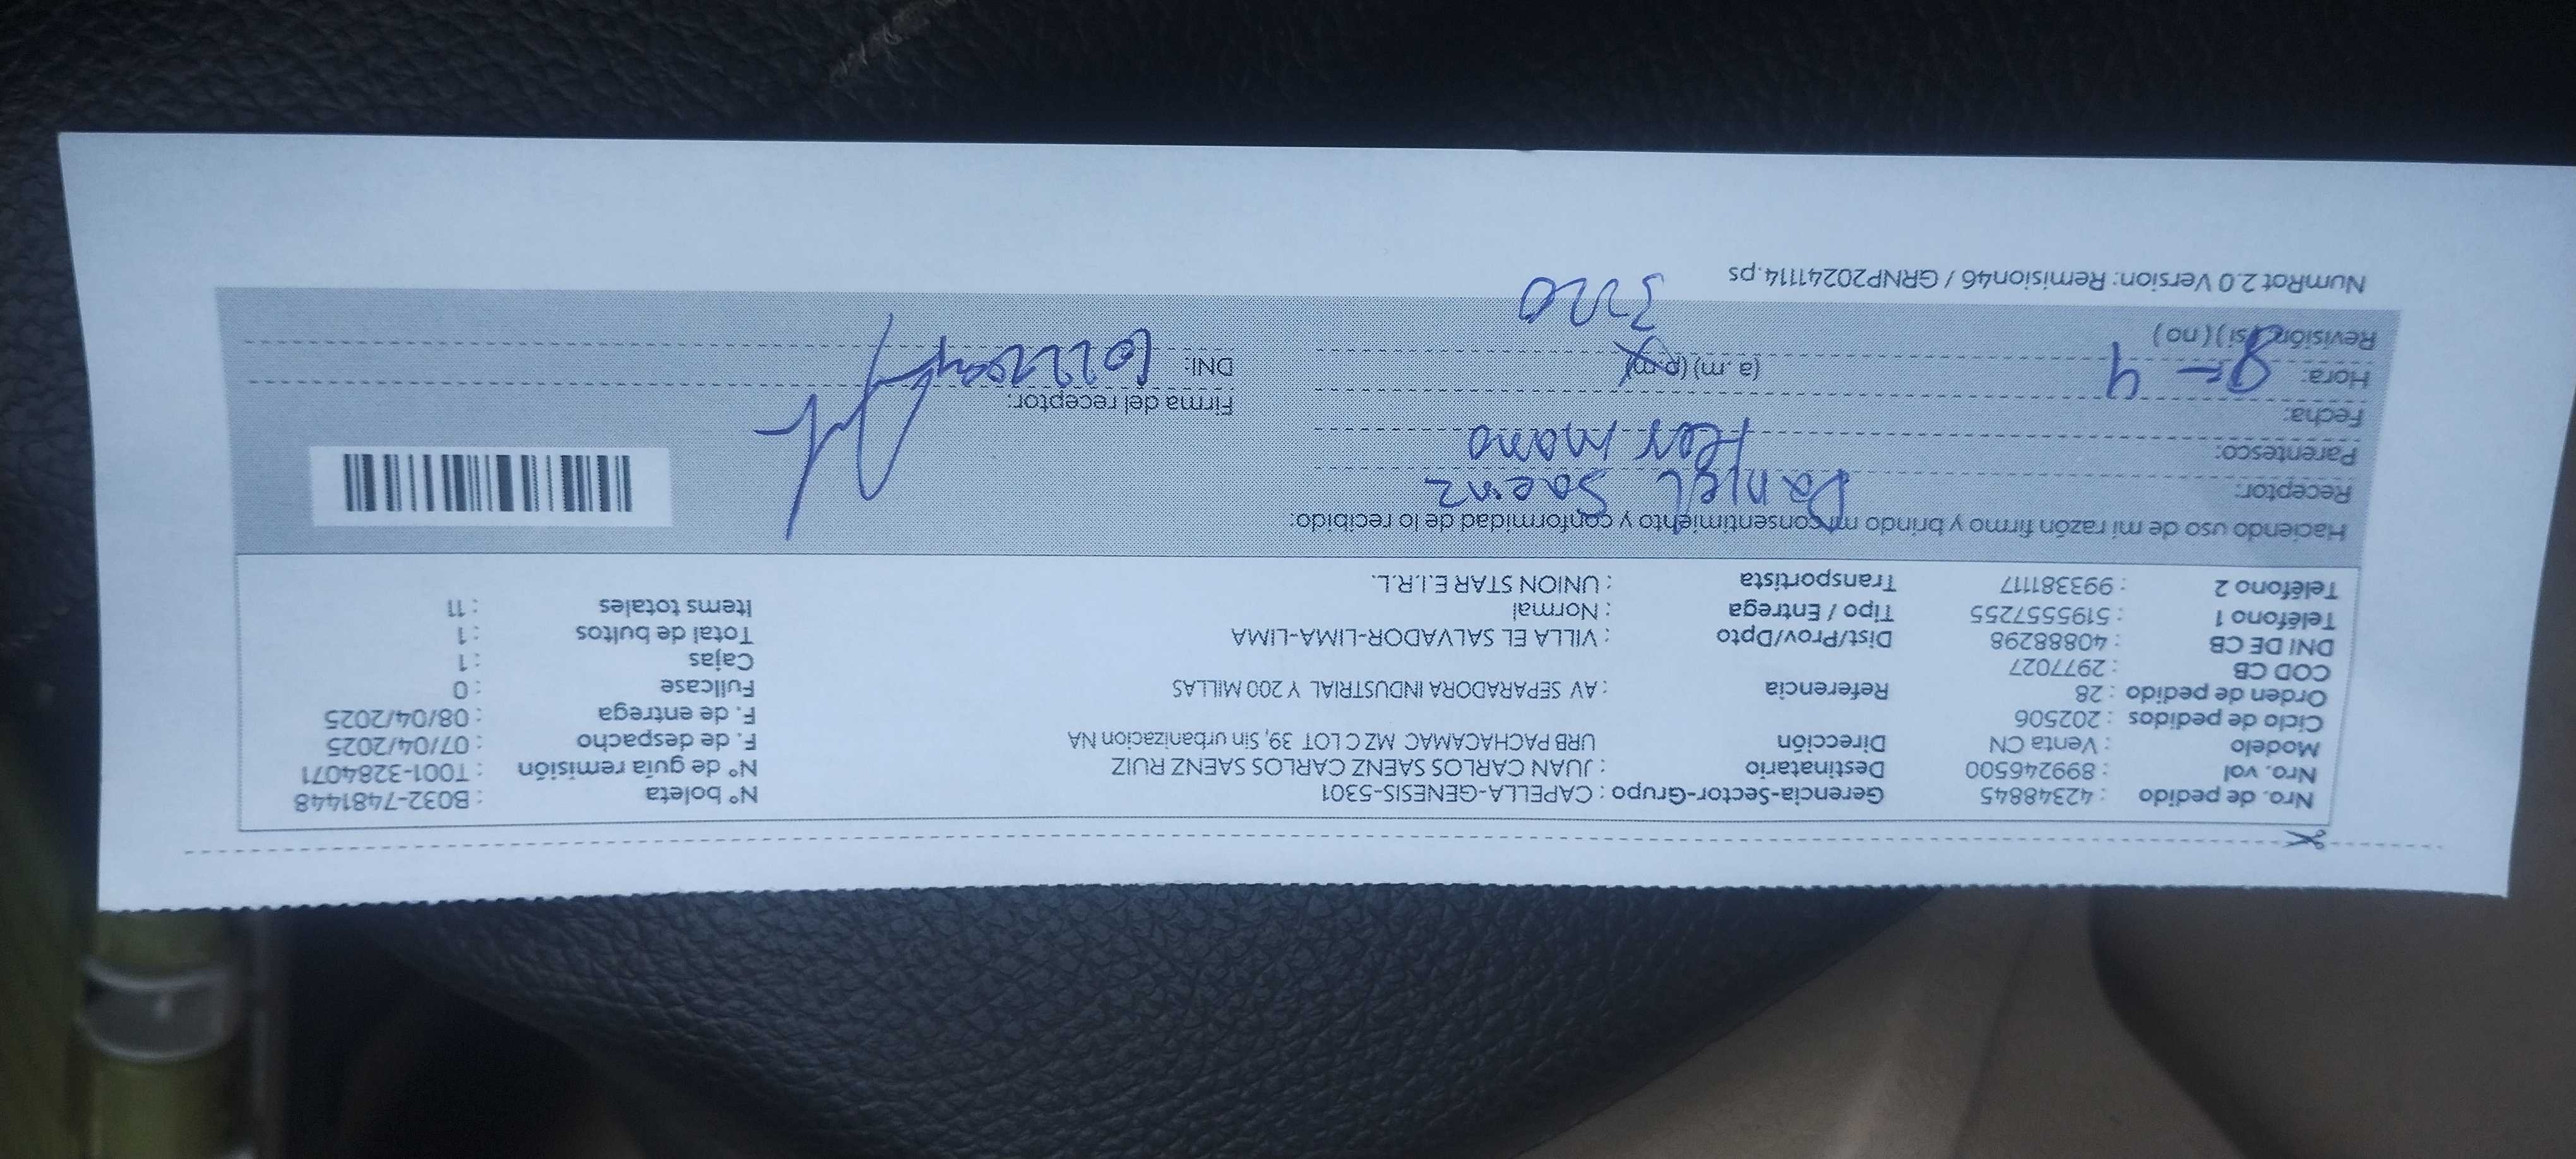 Nro. de pedido : 42348845 Gerencia-Sector-Grupo : CAPELLA-GENESIS-5301 N° boleta : B032-7481448
Nro. vol : 899246500 Destinatario : JUAN CARLOS SAENZ CARLOS SAENZ RUIZ N° de guía remisión : T001-3284071
Modelo : Venta CN Dirección URB PACHACAMAC MZ C LOT 39, Sin urbanizacion NA F. de despacho : 07/04/2025
Ciclo de pedidos : 202506 F. de entrega : 08/04/2025
Orden de pedido : 28 Referencia : AV SEPARADORA INDUSTRIAL Y 200 MILLAS Fullcase : 0
COD CB : 2977027 Cajas : 1
DNI DE CB : 40888298 Dist/Prov/Dpto : VILLA EL SALVADOR-LIMA-LIMA Total de bultos : 1
Teléfono 1 : 5195557255 Tipo / Entrega : Normal Items totales : 11
Teléfono 2 : 993381117 Transportista : UNION STAR E.I.R.L.
Haciendo uso de mi razón firmo y brindo mi consentimiento y conformidad de lo recibido:
Receptor: Daniel Saenz
Parentesco: Hermano
Fecha: 8-4 Firma del receptor:
Hora: (a.m.) (p.m) DNI:
Revisión: (si) (no) 3220
NumRot 2.0 Version: Remision46 / GRNP20241114.ps